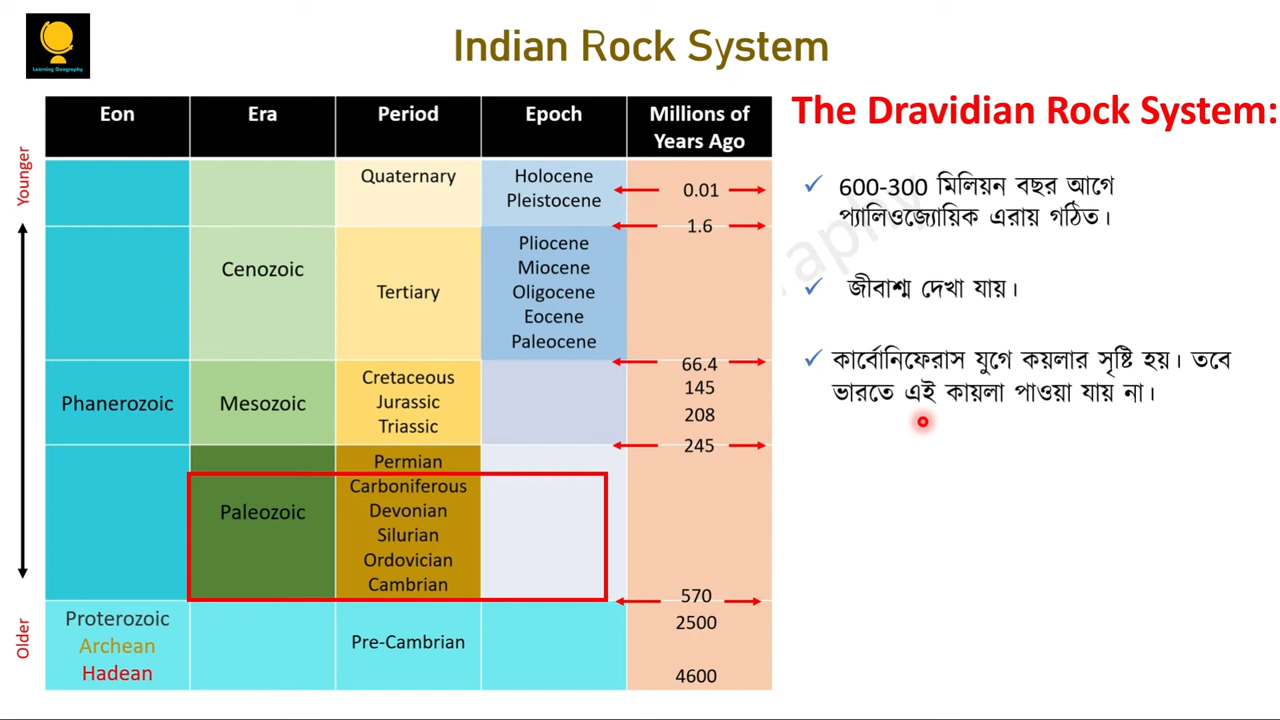 Indian Rock System
Learning Geography
Eon Era Period Epoch Millions of Years Ago
Younger
Quaternary Holocene 0.01
Pleistocene
1.6
Pliocene
Miocene
Cenozoic Tertiary Oligocene
Eocene
Paleocene
66.4
Cretaceous 145
Phanerozoic Mesozoic Jurassic 208
Triassic
245
Permian
Carboniferous
Paleozoic Devonian
Silurian
Ordovician
Cambrian
570
Older
Proterozoic 2500
Archean Pre-Cambrian
Hadean 4600
The Dravidian Rock System:
600-300 মিলিয়ন বছর আগে
প্যালিওজ্যোয়িক এরায় গঠিত।
জীবাশ্ম দেখা যায়।
কার্বোনিফেরাস যুগে কয়লার সৃষ্টি হয়। তবে
ভারতে এই কায়লা পাওয়া যায় না।